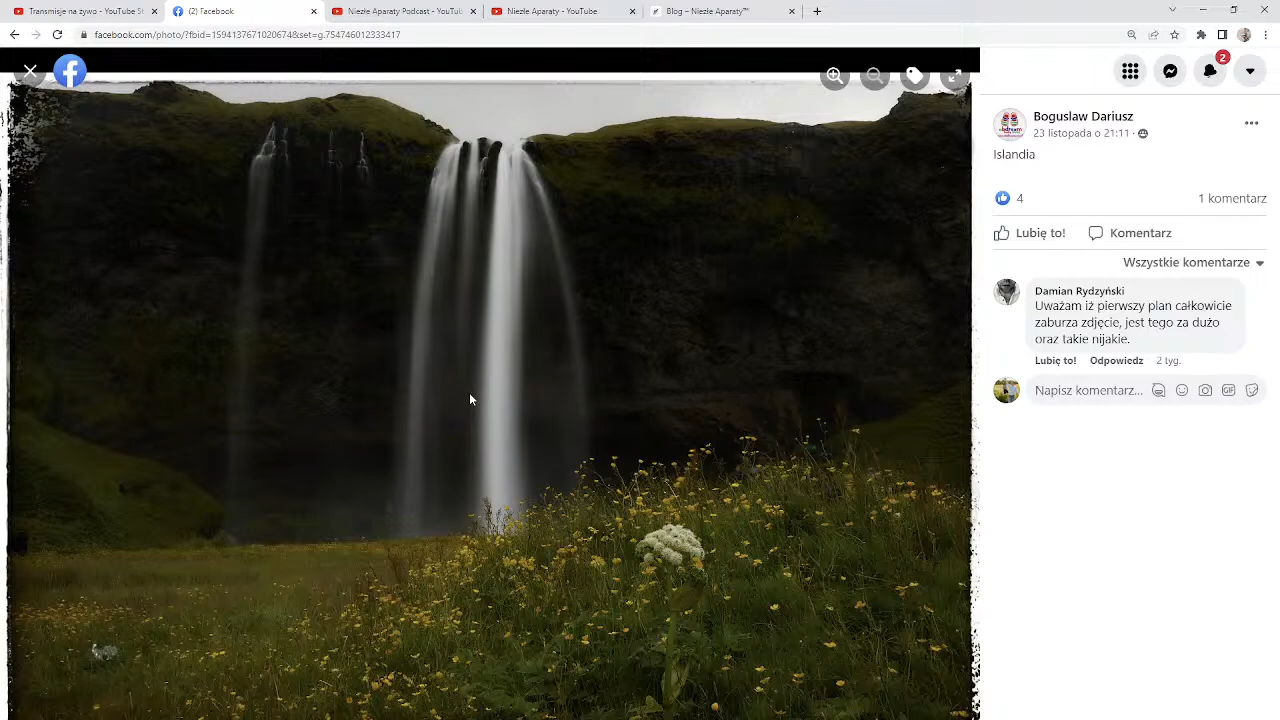 Transmisje na żywo - YouTube St
(2) Facebook
Niezłe Aparaty Podcast - YouTub
Niezłe Aparaty - YouTube
Blog – Niezłe Aparaty™
facebook.com/photo/?fbid=1594137671020674&set=g.754746012333417
2
Boguslaw Dariusz
23 listopada o 21:11 ·
Islandia
4
1 komentarz
Lubię to!
Komentarz
Wszystkie komentarze
Damian Rydzyński
Uważam iż pierwszy plan całkowicie
zaburza zdjęcie, jest tego za dużo
oraz takie nijakie.
Lubię to! Odpowiedz 2 tyg.
Napisz komentarz...
GIF